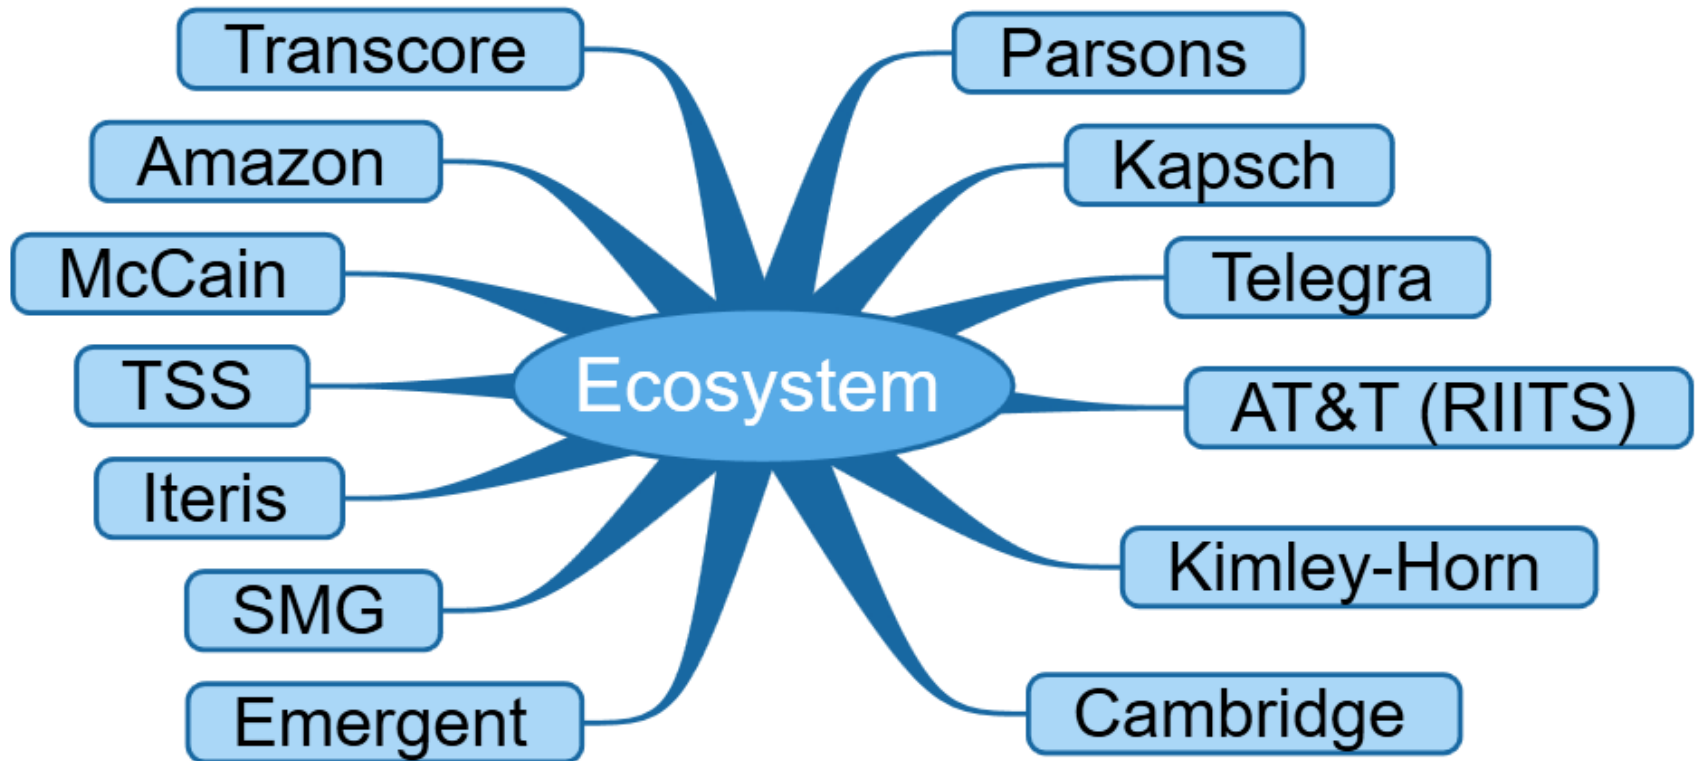 Transcore
Amazon
McCain
TSS
Iteris
SMG
Emergent
Ecosystem
Parsons
Kapsch
Telegra
AT&T (RIITS)
Kimley-Horn
Cambridge